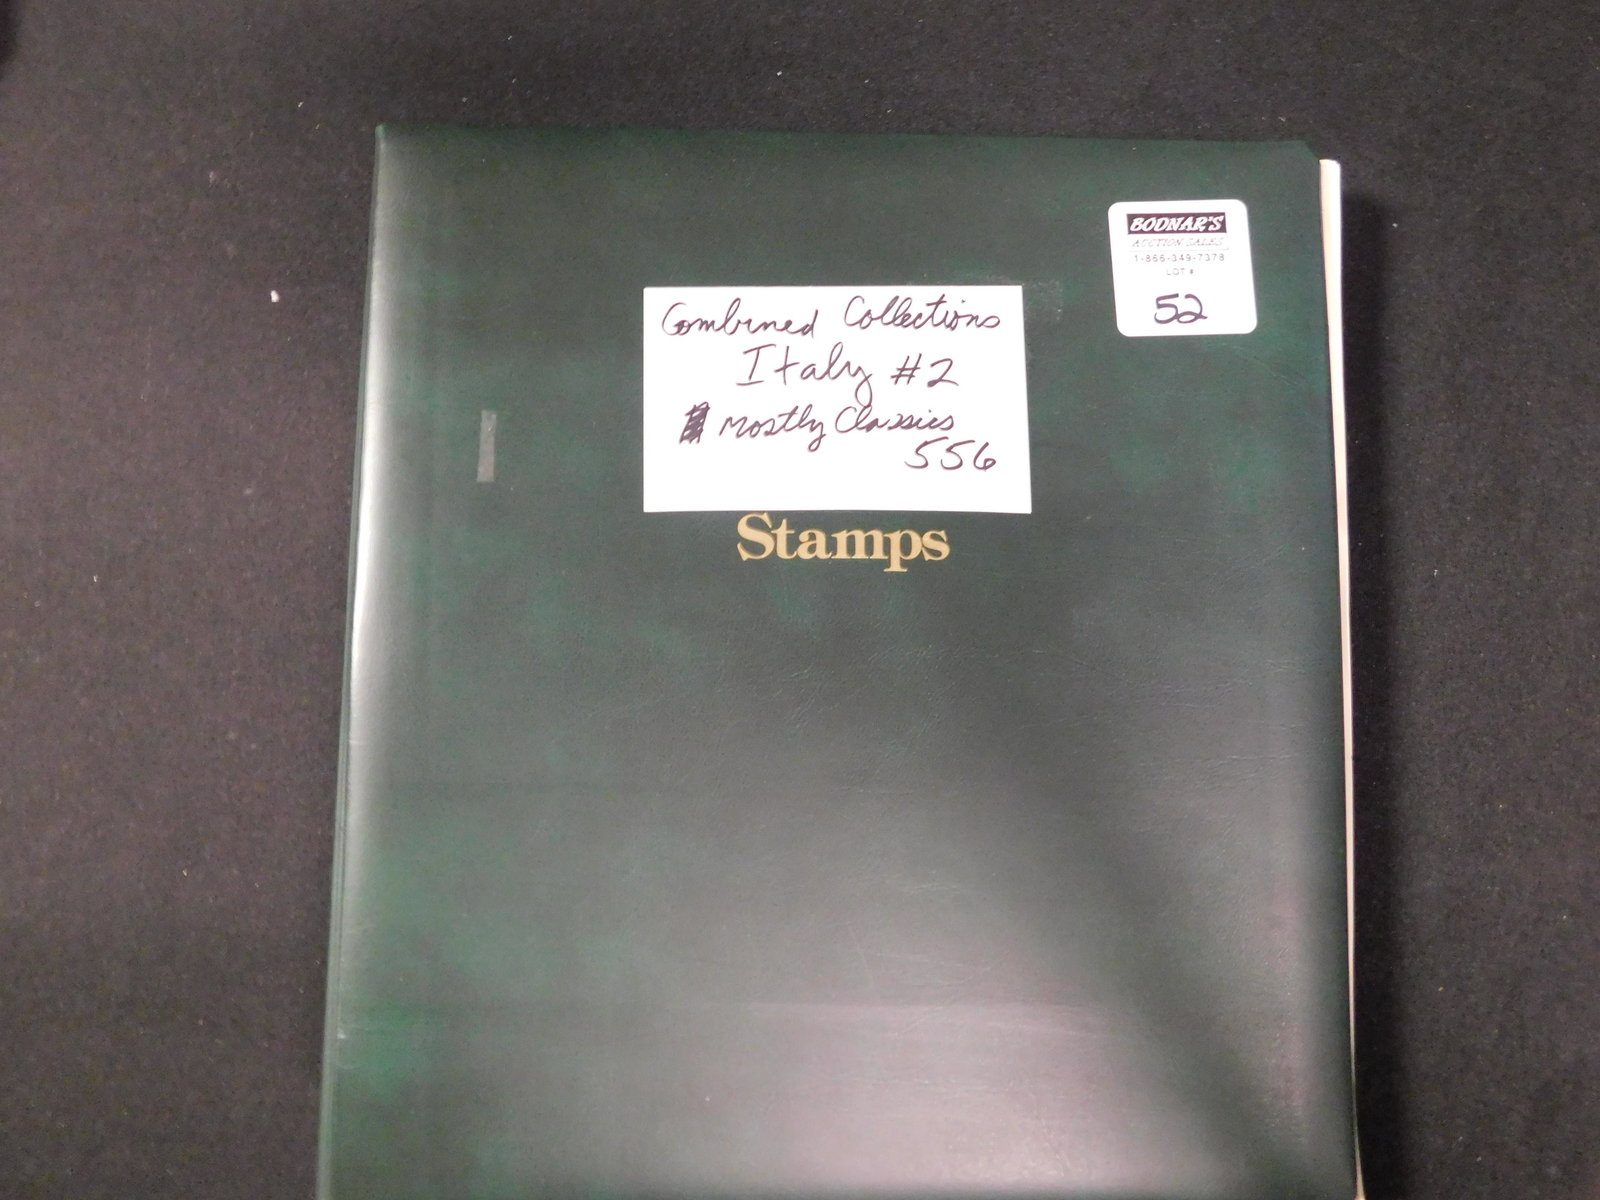 BODNAR'S
AUCTION SALES
1-866-349-7378
LOT #
52
Combined Collections
Italy #2
Mostly Classics
556
Stamps